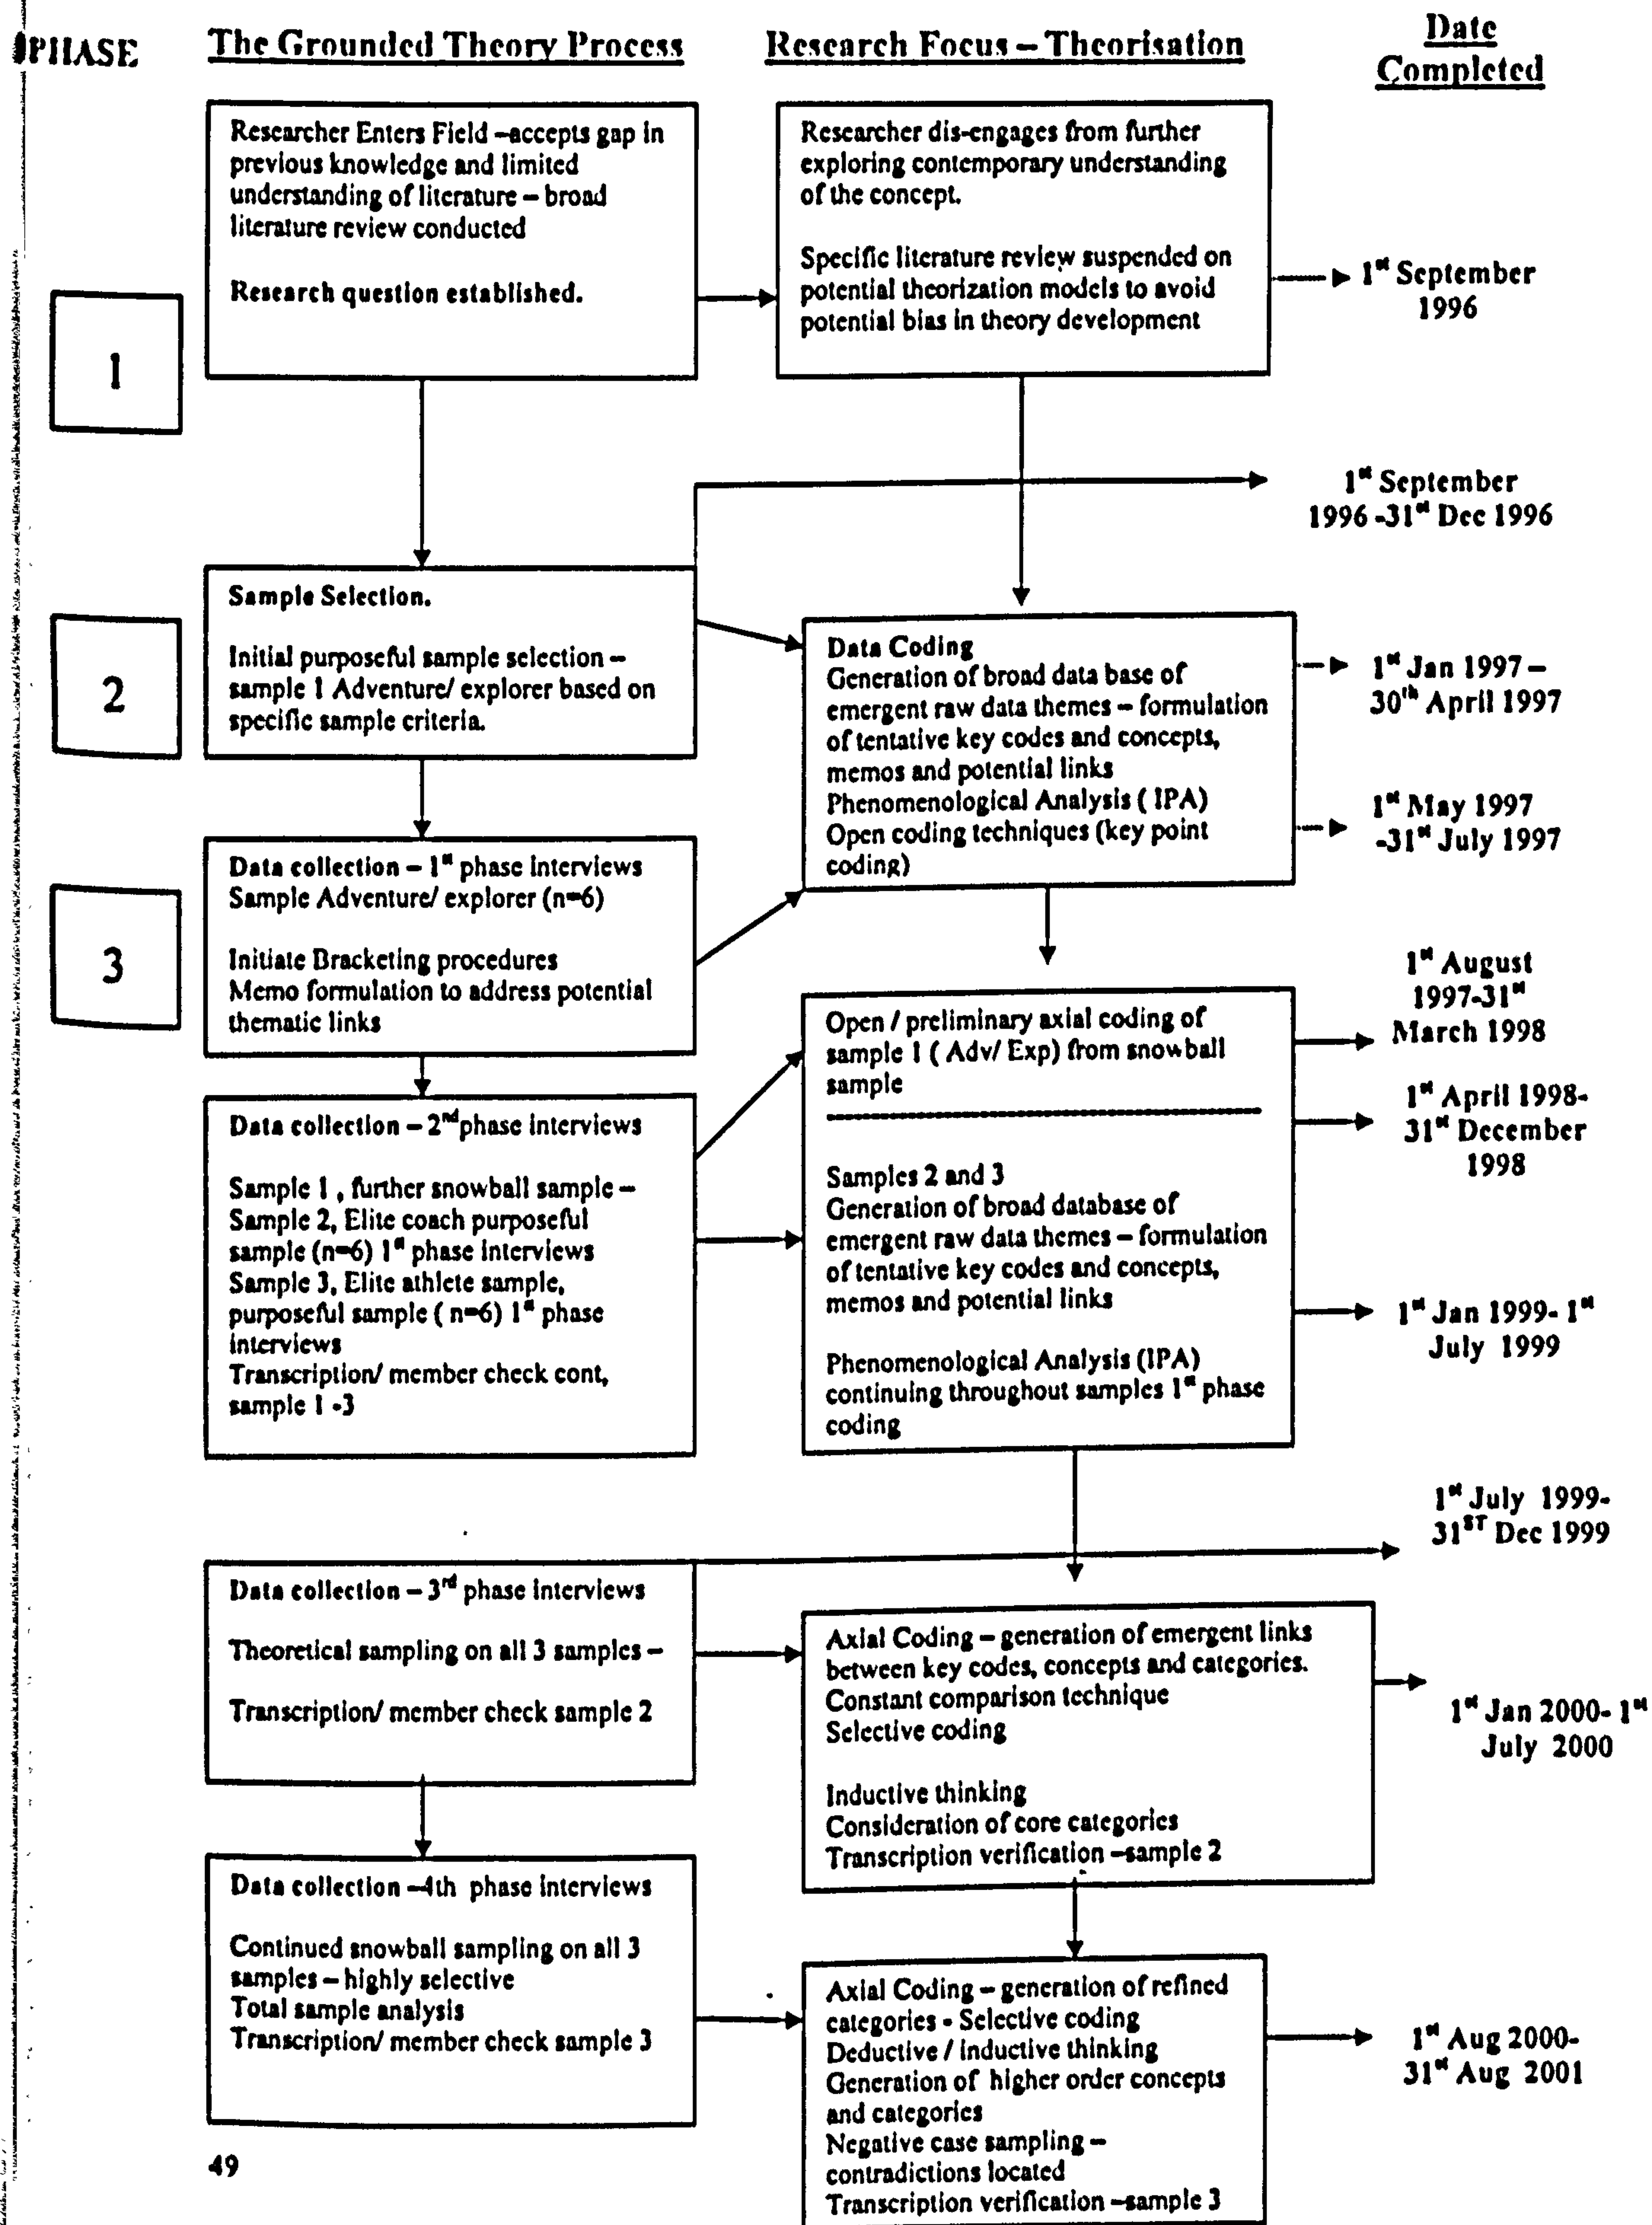 PHASE
The Grounded Theory Process
Research Focus – Theorisation
Date
Completed
Researcher Enters Field –accepts gap in
previous knowledge and limited
understanding of literature – broad
literature review conducted
Research question established.
Researcher dis-engages from further
exploring contemporary understanding
of the concept.
Specific literature review suspended on
potential theorization models to avoid
potential bias in theory development
1st September
1996
1
1st September
1996 -31st Dec 1996
Sample Selection.
Initial purposeful sample selection –
sample 1 Adventure/ explorer based on
specific sample criteria.
2
Data Coding
Generation of broad data base of
emergent raw data themes – formulation
of tentative key codes and concepts,
memos and potential links
Phenomenological Analysis ( IPA)
Open coding techniques (key point
coding)
1st Jan 1997 –
30th April 1997
1st May 1997
-31st July 1997
Data collection – 1st phase interviews
Sample Adventure/ explorer (n=6)
Initiate Bracketing procedures
Memo formulation to address potential
thematic links
3
Open / preliminary axial coding of
sample 1 ( Adv/ Exp) from snowball
sample
Samples 2 and 3
Generation of broad database of
emergent raw data themes – formulation
of tentative key codes and concepts,
memos and potential links
Phenomenological Analysis (IPA)
continuing throughout samples 1st phase
coding
1st August
1997-31st
March 1998
1st April 1998-
31st December
1998
1st Jan 1999- 1st
July 1999
Data collection – 2nd phase interviews
Sample 1 , further snowball sample –
Sample 2, Elite coach purposeful
sample (n=6) 1st phase interviews
Sample 3, Elite athlete sample,
purposeful sample ( n=6) 1st phase
interviews
Transcription/ member check cont,
sample 1 -3
1st July 1999-
31ST Dec 1999
Data collection – 3rd phase interviews
Theoretical sampling on all 3 samples –
Transcription/ member check sample 2
Axial Coding – generation of emergent links
between key codes, concepts and categories.
Constant comparison technique
Selective coding
Inductive thinking
Consideration of core categories
Transcription verification –sample 2
1st Jan 2000- 1st
July 2000
Data collection –4th phase interviews
Continued snowball sampling on all 3
samples – highly selective
Total sample analysis
Transcription/ member check sample 3
Axial Coding – generation of refined
categories - Selective coding
Deductive / inductive thinking
Generation of higher order concepts
and categories
Negative case sampling –
contradictions located
Transcription verification –sample 3
1st Aug 2000-
31st Aug 2001
49